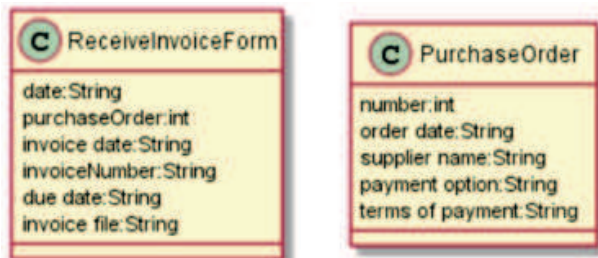 C ReceiveInvoiceForm
date:String
purchaseOrder:int
invoice date:String
invoiceNumber:String
due date:String
invoice file:String
C PurchaseOrder
number:int
order date:String
supplier name:String
payment option:String
terms of payment:String